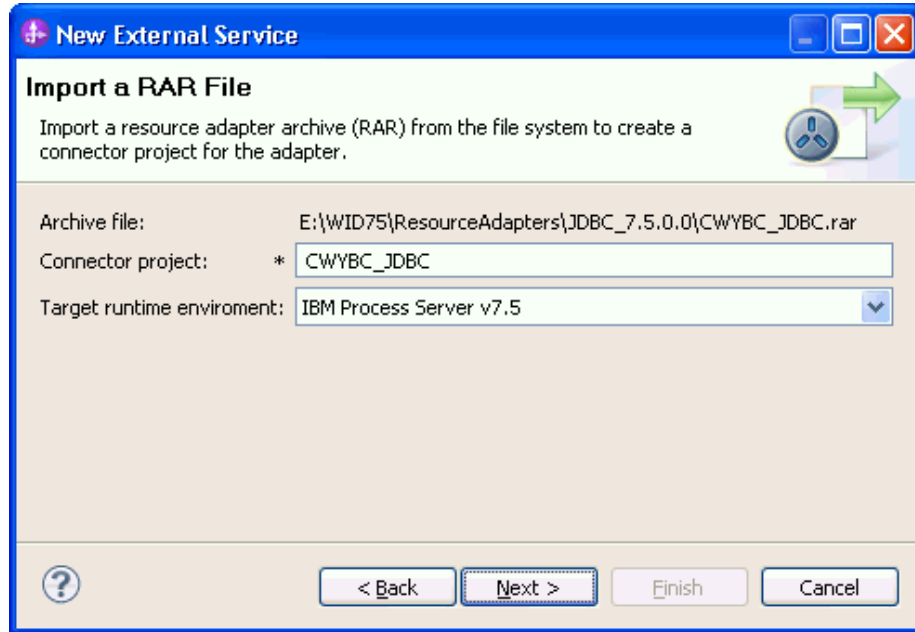 New External Service
Import a RAR File
Import a resource adapter archive (RAR) from the file system to create a
connector project for the adapter.
Archive file: E:\WID75\ResourceAdapters\JDBC_7.5.0.0\CWYBC_JDBC.rar
Connector project: * CWYBC_JDBC
Target runtime enviroment: IBM Process Server v7.5
? < Back Next > Finish Cancel